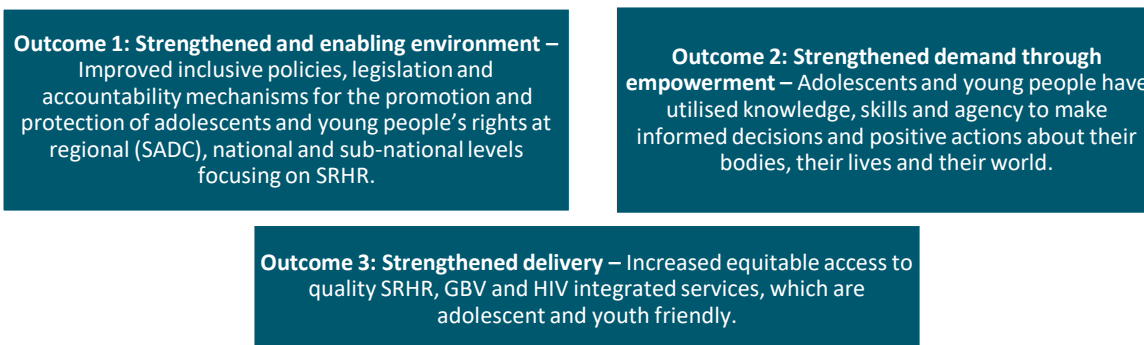 Outcome 1: Strengthened and enabling environment –
Improved inclusive policies, legislation and
accountability mechanisms for the promotion and
protection of adolescents and young people's rights at
regional (SADC), national and sub-national levels
focusing on SRHR.
Outcome 2: Strengthened demand through
empowerment – Adolescents and young people have
utilised knowledge, skills and agency to make
informed decisions and positive actions about their
bodies, their lives and their world.
Outcome 3: Strengthened delivery – Increased equitable access to
quality SRHR, GBV and HIV integrated services, which are
adolescent and youth friendly.